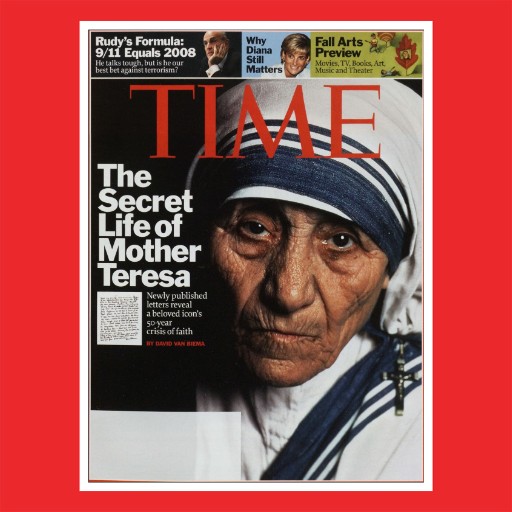 Rudy's Formula:
9/11 Equals 2008
He talks tough, but is he our
best bet against terrorism?
Why
Diana
Still
Matters
Fall Arts
Preview
Movies, TV, Books, Art,
Music and Theater
TIME
The
Secret
Life of
Mother
Teresa
Newly published
letters reveal
a beloved icon's
50-year
crisis of faith
BY DAVID VAN BIEMA